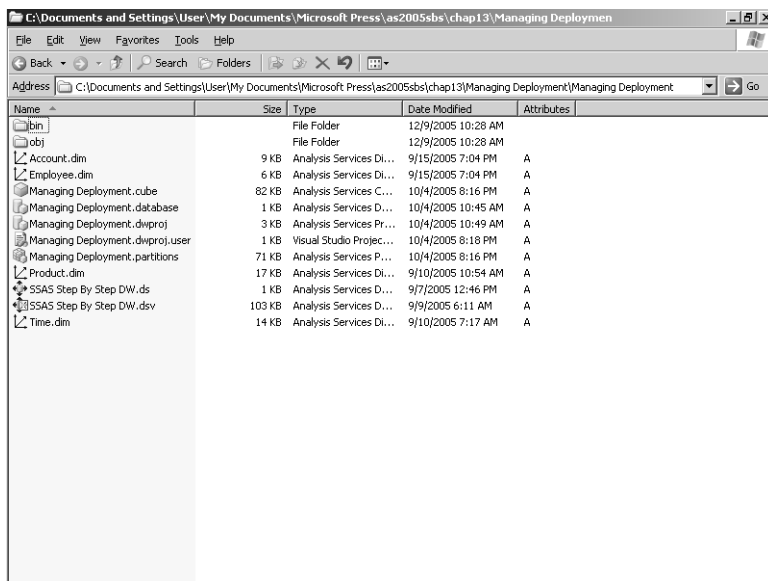 C:\Documents and Settings\User\My Documents\Microsoft Press\as2005sbs\chap13\Managing Deploymen
File Edit View Favorites Tools Help
Back Search Folders
Address C:\Documents and Settings\User\My Documents\Microsoft Press\as2005sbs\chap13\Managing Deployment\Managing Deployment Go
Name Size Type Date Modified Attributes
bin File Folder 12/9/2005 10:28 AM
obj File Folder 12/9/2005 10:28 AM
Account.dim 9 KB Analysis Services Di... 9/15/2005 7:04 PM A
Employee.dim 6 KB Analysis Services Di... 9/15/2005 7:04 PM A
Managing Deployment.cube 82 KB Analysis Services C... 10/4/2005 8:16 PM A
Managing Deployment.database 1 KB Analysis Services D... 10/4/2005 10:45 AM A
Managing Deployment.dwproj 3 KB Analysis Services Pr... 10/4/2005 10:49 AM A
Managing Deployment.dwproj.user 1 KB Visual Studio Projec... 10/4/2005 8:18 PM A
Managing Deployment.partitions 71 KB Analysis Services P... 10/4/2005 8:16 PM A
Product.dim 17 KB Analysis Services Di... 9/10/2005 10:54 AM A
SSAS Step By Step DW.ds 1 KB Analysis Services D... 9/7/2005 12:46 PM A
SSAS Step By Step DW.dsv 103 KB Analysis Services D... 9/9/2005 6:11 AM A
Time.dim 14 KB Analysis Services Di... 9/10/2005 7:17 AM A